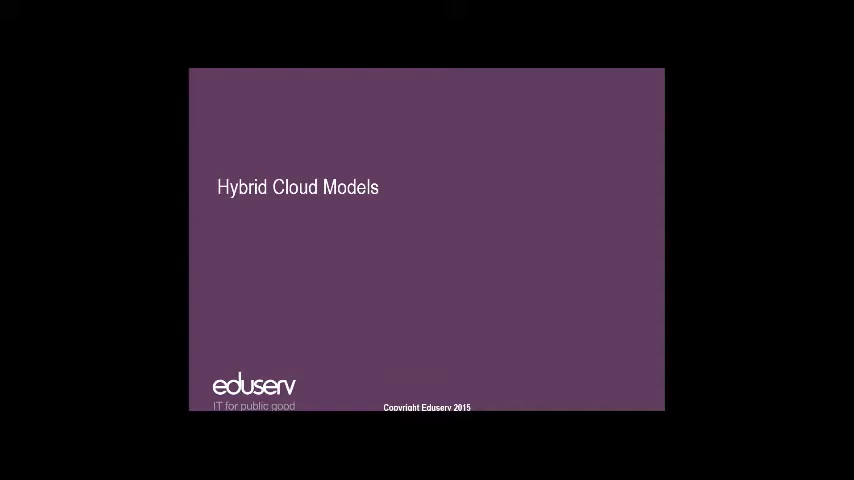 Hybrid Cloud Models
eduserv
IT for public good
Copyright Eduserv 2015